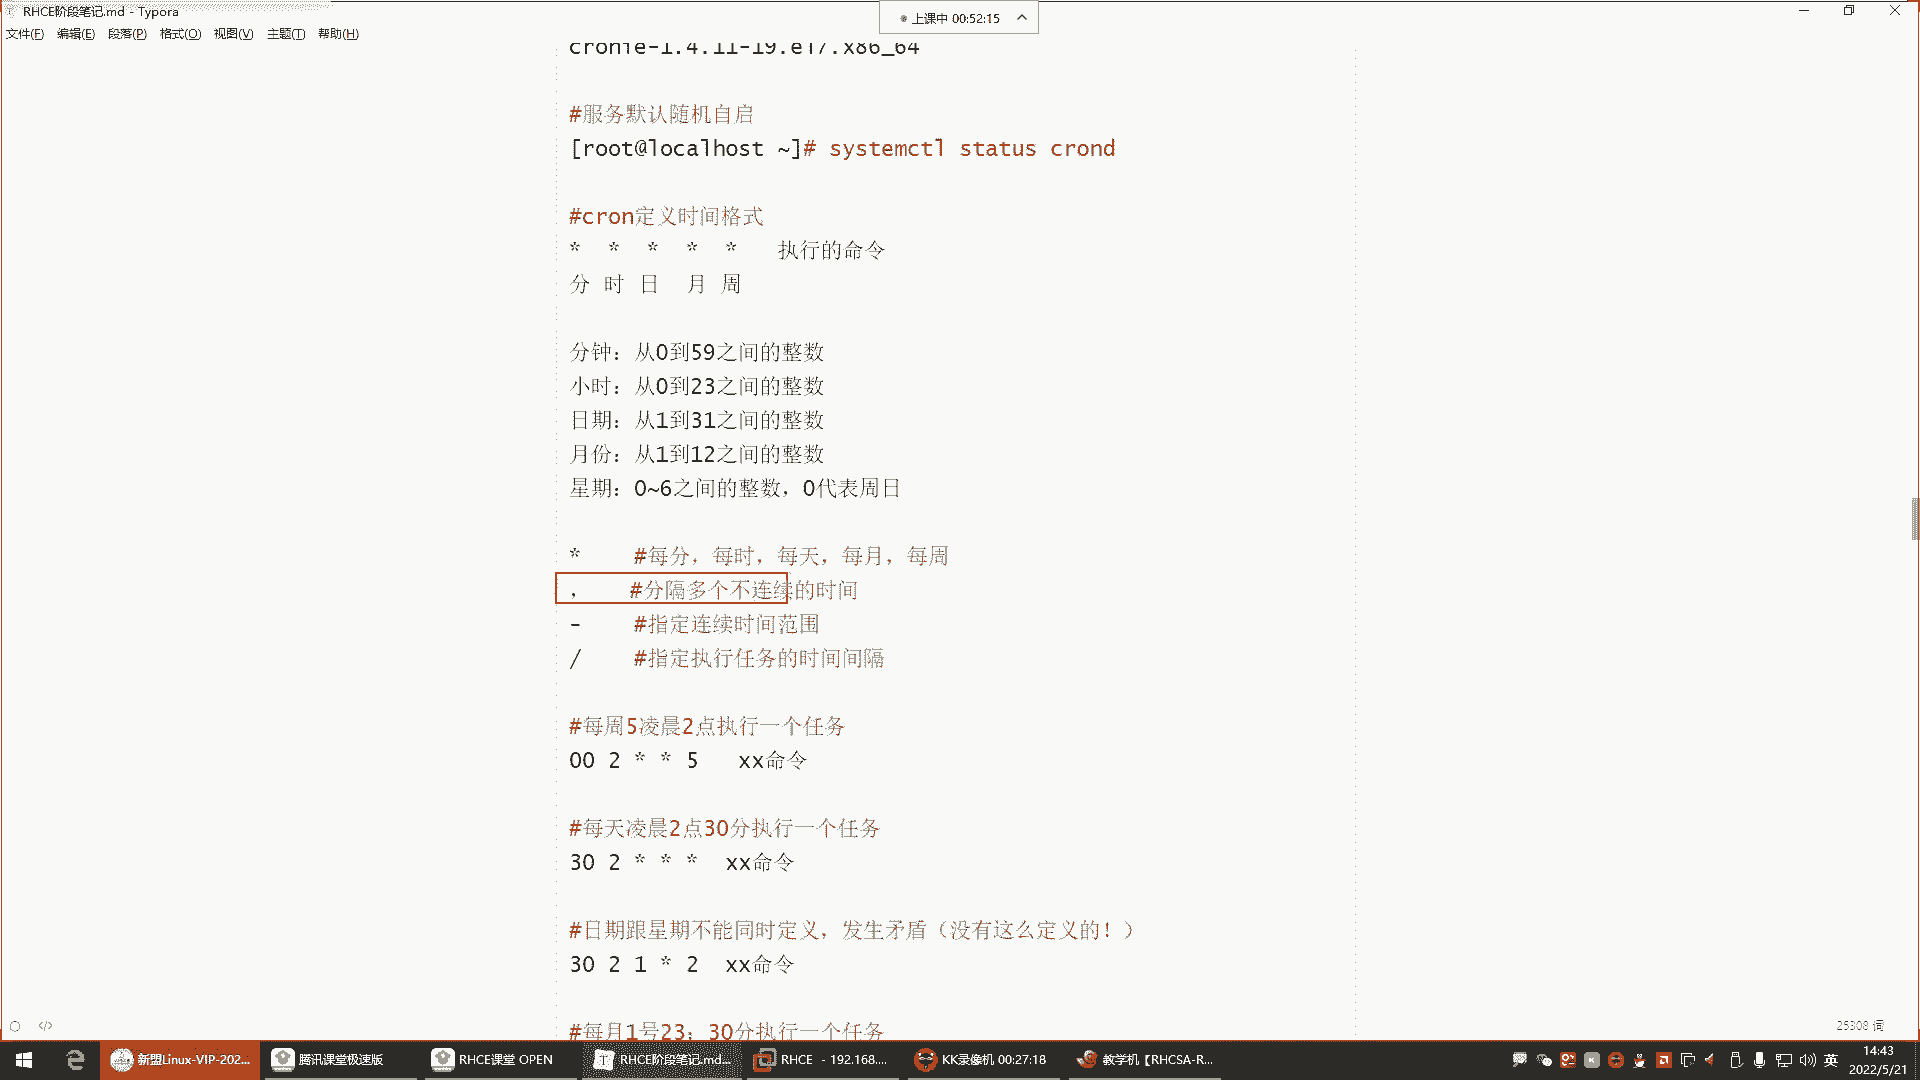 RHCE阶段笔记.md - Typora
上课中 00:52:15
文件(F) 编辑(E) 段落(P) 格式(O) 视图(V) 主题(T) 帮助(H)
cronie-1.4.11-19.el7.x86_64
#服务默认随机自启
[root@localhost ~]# systemctl status crond
#cron定义时间格式
* * * * * 执行的命令
分 时 日 月 周
分钟：从0到59之间的整数
小时：从0到23之间的整数
日期：从1到31之间的整数
月份：从1到12之间的整数
星期：0~6之间的整数，0代表周日
* #每分，每时，每天，每月，每周
, #分隔多个不连续的时间
- #指定连续时间范围
/ #指定执行任务的时间间隔
#每周5凌晨2点执行一个任务
00 2 * * 5 xx命令
#每天凌晨2点30分执行一个任务
30 2 * * * xx命令
#日期跟星期不能同时定义，发生矛盾（没有这么定义的！）
30 2 1 * 2 xx命令
#每月1号23：30分执行一个任务
25308 词
新盟Linux-VIP-202... 腾讯课堂极速版 RHCE课堂 OPEN RHCE阶段笔记.md... RHCE - 192.168.... KK录像机 00:27:18 教学机【RHCSA-R... 英 14:43
2022/5/21